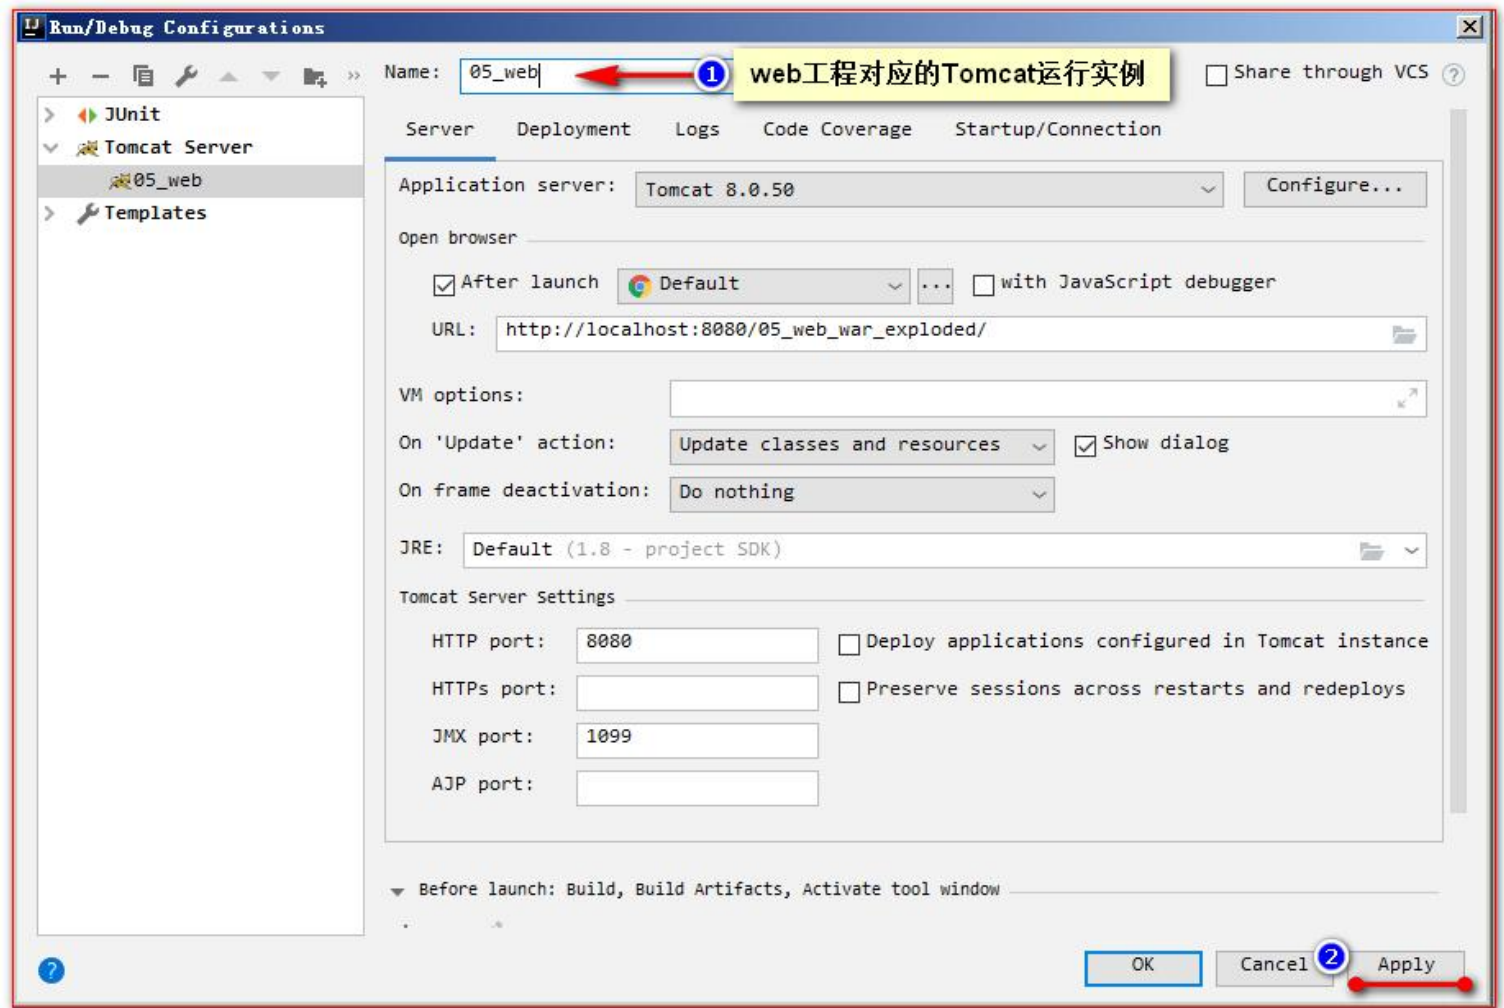 Run/Debug Configurations
Name: 05_web
1 web工程对应的Tomcat运行实例
Share through VCS
JUnit
Tomcat Server
05_web
Templates
Server Deployment Logs Code Coverage Startup/Connection
Application server: Tomcat 8.0.50 Configure...
Open browser
After launch Default ... with JavaScript debugger
URL: http://localhost:8080/05_web_war_exploded/
VM options:
On 'Update' action: Update classes and resources Show dialog
On frame deactivation: Do nothing
JRE: Default (1.8 - project SDK)
Tomcat Server Settings
HTTP port: 8080 Deploy applications configured in Tomcat instance
HTTPs port: Preserve sessions across restarts and redeploys
JMX port: 1099
AJP port:
Before launch: Build, Build Artifacts, Activate tool window
OK Cancel 2 Apply